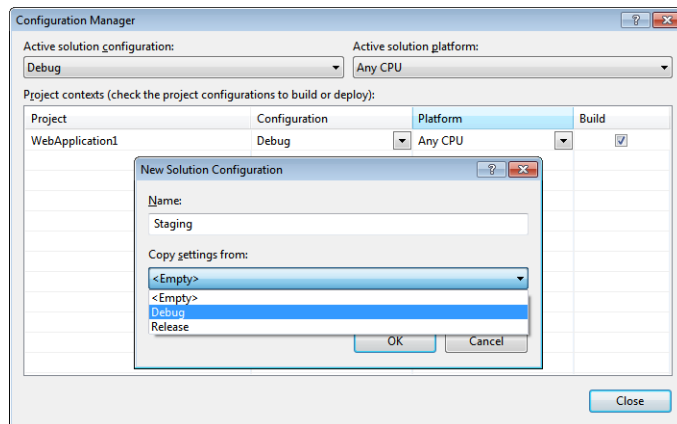 Configuration Manager
Active solution configuration: Active solution platform:
Debug Any CPU
Project contexts (check the project configurations to build or deploy):
Project Configuration Platform Build
WebApplication1 Debug Any CPU
New Solution Configuration
Name:
Staging
Copy settings from:
<Empty>
<Empty>
Debug
Release
OK Cancel
Close